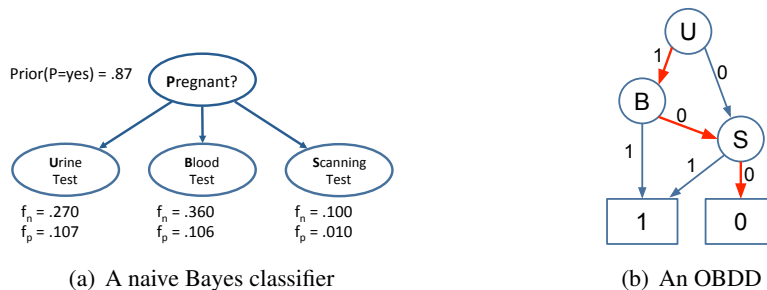 Prior(P=yes) = .87
Pregnant?
Urine
Test
Blood
Test
Scanning
Test
fn = .270
fp = .107
fn = .360
fp = .106
fn = .100
fp = .010
(a) A naive Bayes classifier
U
1
0
B
0
S
1
1
0
1
0
(b) An OBDD